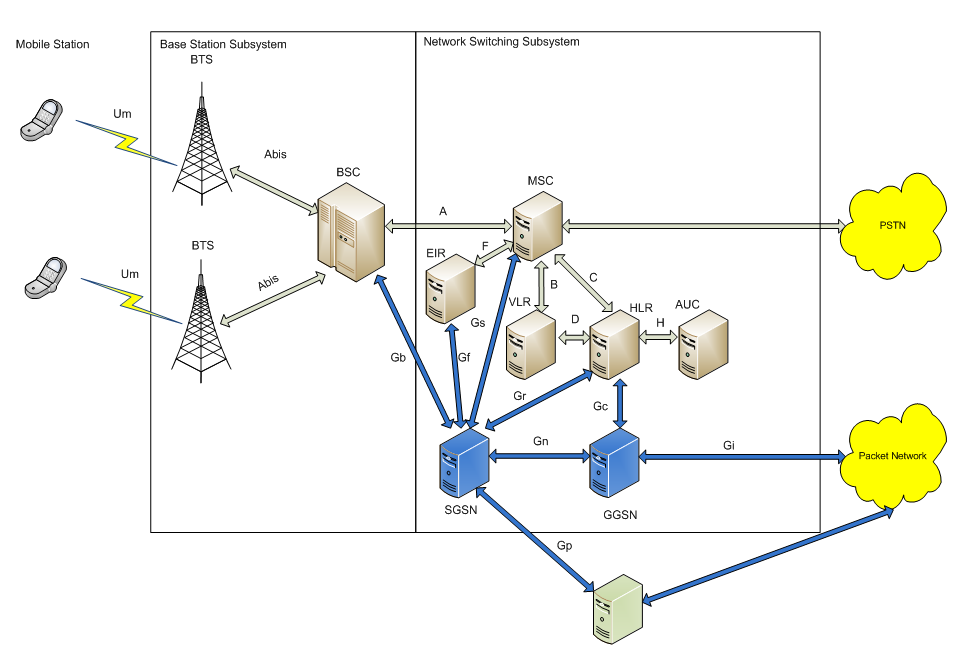 Mobile Station
Base Station Subsystem
Network Switching Subsystem
BTS
Um
Abis
BSC
MSC
A
PSTN
BTS
Um
Abis
EIR
F
B
C
VLR
D
HLR
H
AUC
Gb
Gf
Gs
Gr
Gc
Gn
Gi
Packet Network
SGSN
GGSN
Gp